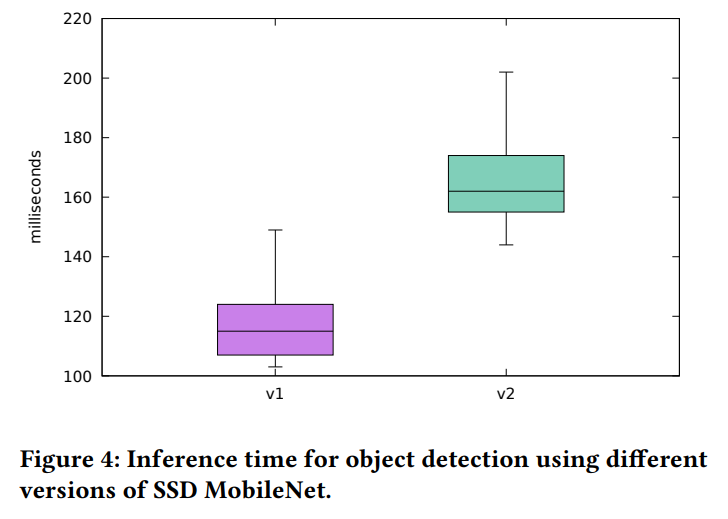 220
200
180
160
140
120
100
milliseconds
v1 v2
Figure 4: Inference time for object detection using different
versions of SSD MobileNet.